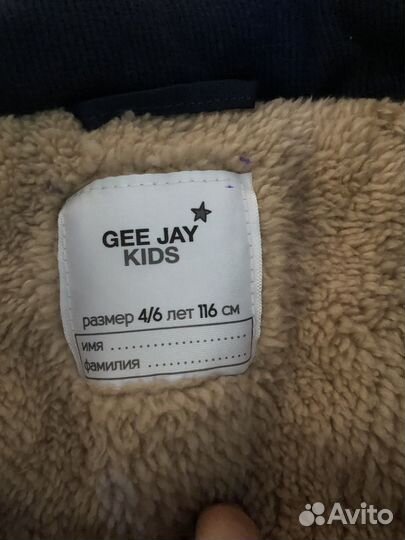 GEE JAY
KIDS
размер 4/6 лет 116 см
имя ......................
фамилия ................
Avito